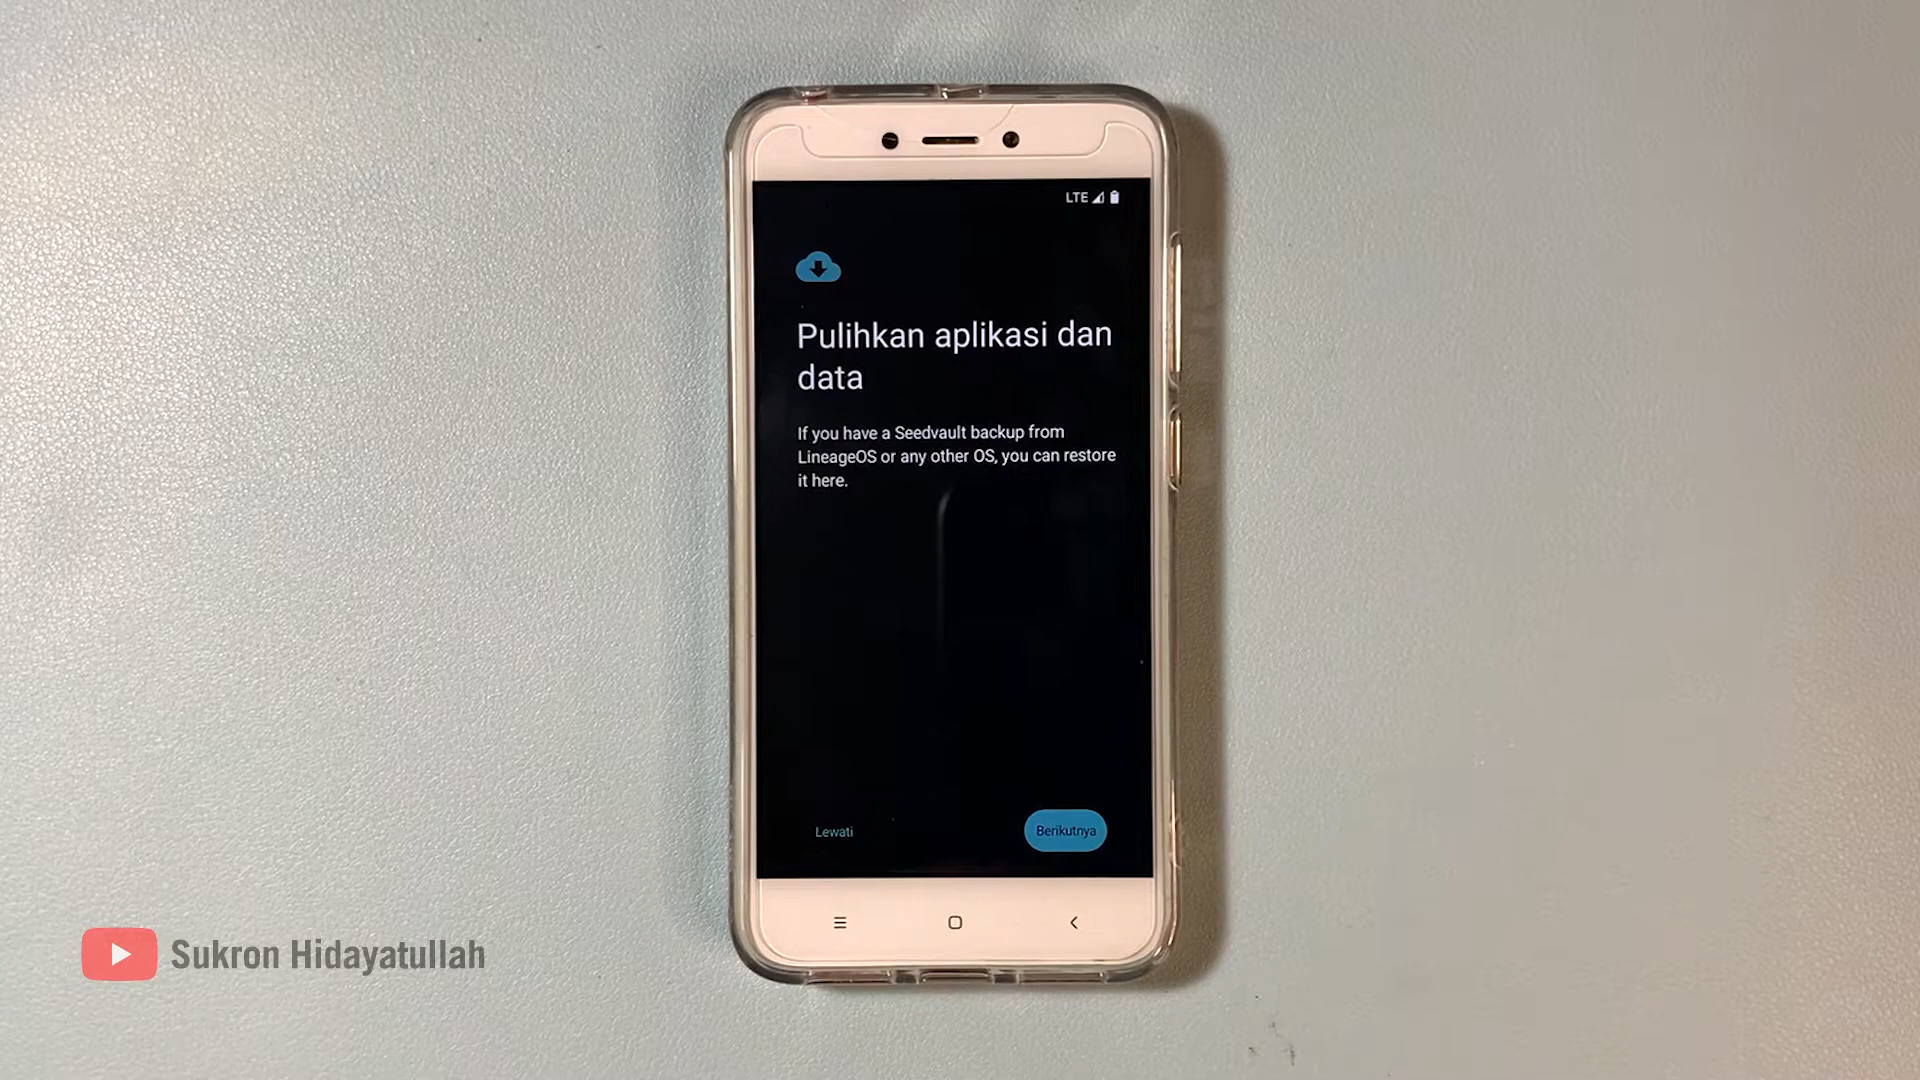 LTE
Pulihkan aplikasi dan
data
If you have a Seedvault backup from
LineageOS or any other OS, you can restore
it here.
Lewati
Berikutnya
Sukron Hidayatullah